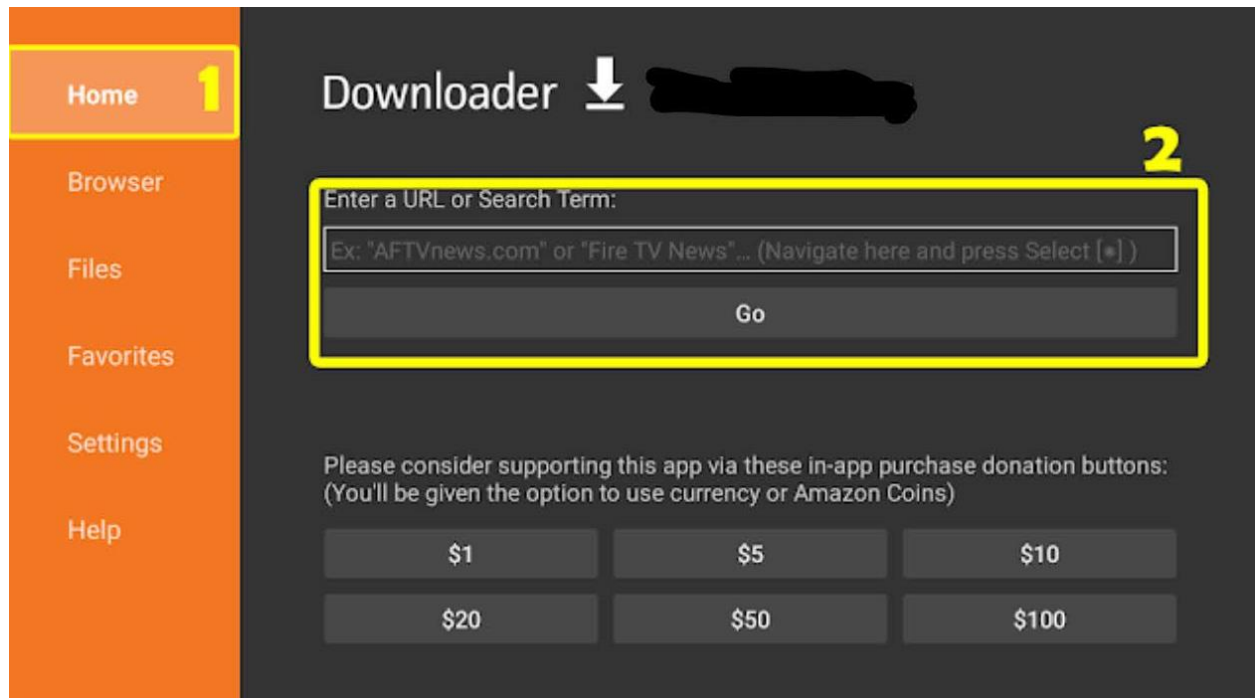 Home
1
Browser
Files
Favorites
Settings
Help
Downloader
2
Enter a URL or Search Term:
Ex: "AFTVnews.com" or "Fire TV News"... (Navigate here and press Select [●] )
Go
Please consider supporting this app via these in-app purchase donation buttons:
(You'll be given the option to use currency or Amazon Coins)
$1
$5
$10
$20
$50
$100